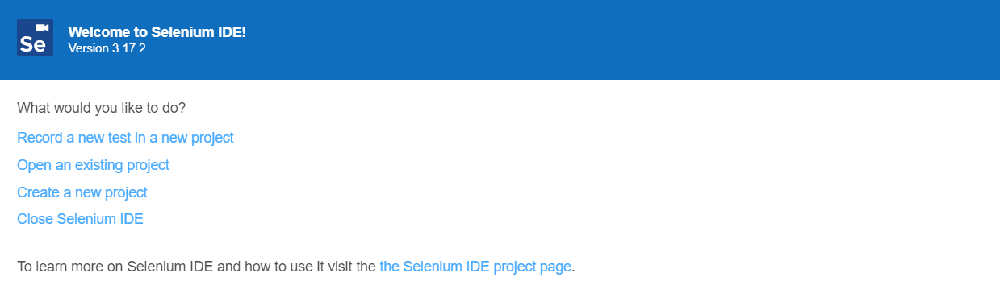 Se
Welcome to Selenium IDE!
Version 3.17.2
What would you like to do?
Record a new test in a new project
Open an existing project
Create a new project
Close Selenium IDE
To learn more on Selenium IDE and how to use it visit the the Selenium IDE project page.